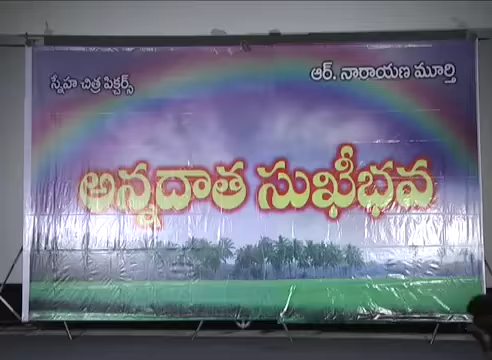 స్నేహ చిత్ర పిక్చర్స్
ఆర్. నారాయణ మూర్తి
అన్నదాత సుఖీభవ